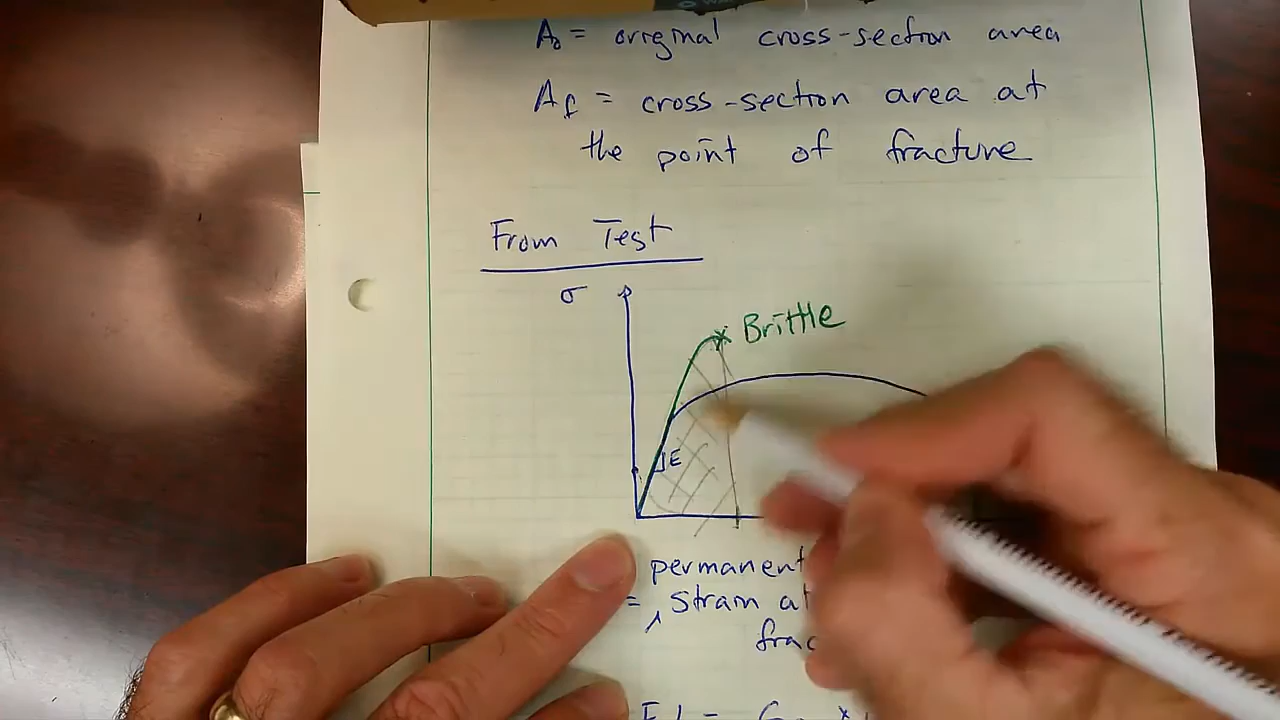 A₀ = original cross-section area
A_f = cross-section area at
the point of fracture
From Test
σ
Brittle
E
permanent
= strain at